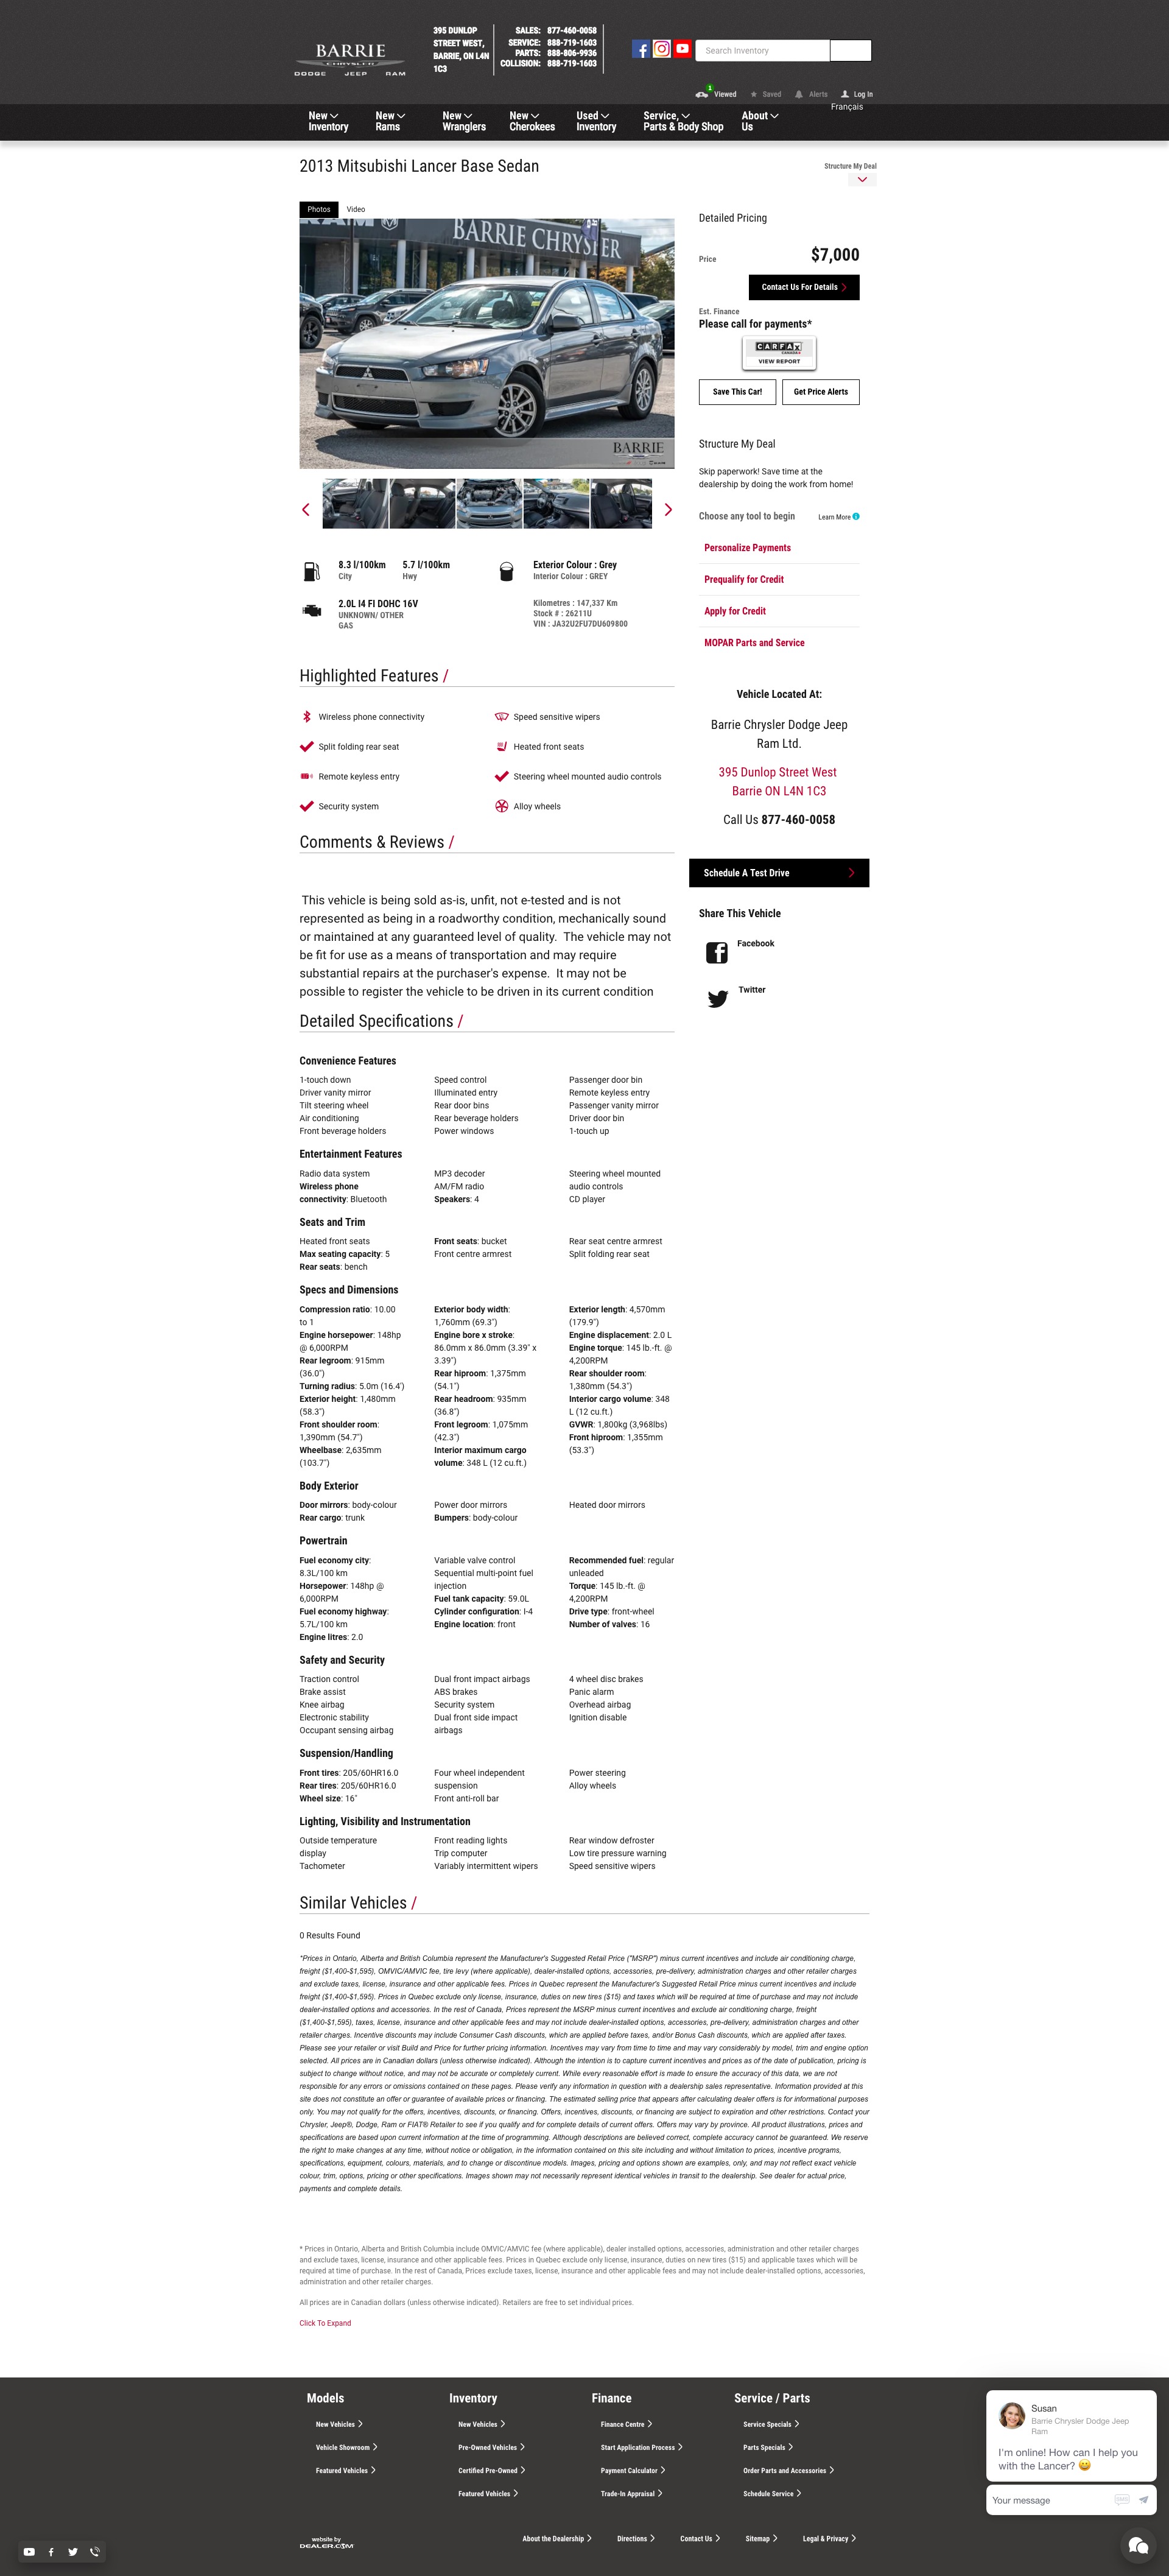 BARRIE
CHRYSLER
DODGE JEEP RAM
395 DUNLOP
STREET WEST,
BARRIE, ON L4N
1C3
SALES: 877-460-0058
SERVICE: 888-719-1603
PARTS: 888-806-9936
COLLISION: 888-719-1603
Search Inventory
1
Viewed
Saved
Alerts
Log In
Français
New
Inventory
New
Rams
New
Wranglers
New
Cherokees
Used
Inventory
Service,
Parts & Body Shop
About
Us
2013 Mitsubishi Lancer Base Sedan
Structure My Deal
Photos
Video
RAM
BARRIE CHRYSLER
BARRIE
Detailed Pricing
Price
$7,000
Contact Us For Details
Est. Finance
Please call for payments*
CARFAX
CANADA
VIEW REPORT
Save This Car!
Get Price Alerts
Structure My Deal
Skip paperwork! Save time at the
dealership by doing the work from home!
Choose any tool to begin
Learn More
Personalize Payments
Prequalify for Credit
Apply for Credit
MOPAR Parts and Service
8.3 l/100km
City
5.7 l/100km
Hwy
Exterior Colour : Grey
Interior Colour : GREY
2.0L I4 FI DOHC 16V
UNKNOWN/ OTHER
GAS
Kilometres : 147,337 Km
Stock # : 26211U
VIN : JA32U2FU7DU609800
Vehicle Located At:
Barrie Chrysler Dodge Jeep
Ram Ltd.
395 Dunlop Street West
Barrie ON L4N 1C3
Call Us 877-460-0058
Schedule A Test Drive
Share This Vehicle
Facebook
Twitter
Highlighted Features /
Wireless phone connectivity
Speed sensitive wipers
Split folding rear seat
Heated front seats
Remote keyless entry
Steering wheel mounted audio controls
Security system
Alloy wheels
Comments & Reviews /
This vehicle is being sold as-is, unfit, not e-tested and is not
represented as being in a roadworthy condition, mechanically sound
or maintained at any guaranteed level of quality. The vehicle may not
be fit for use as a means of transportation and may require
substantial repairs at the purchaser's expense. It may not be
possible to register the vehicle to be driven in its current condition
Detailed Specifications /
Convenience Features
1-touch down
Driver vanity mirror
Tilt steering wheel
Air conditioning
Front beverage holders
Speed control
Illuminated entry
Rear door bins
Rear beverage holders
Power windows
Passenger door bin
Remote keyless entry
Passenger vanity mirror
Driver door bin
1-touch up
Entertainment Features
Radio data system
Wireless phone
connectivity: Bluetooth
MP3 decoder
AM/FM radio
Speakers: 4
Steering wheel mounted
audio controls
CD player
Seats and Trim
Heated front seats
Max seating capacity: 5
Rear seats: bench
Front seats: bucket
Front centre armrest
Rear seat centre armrest
Split folding rear seat
Specs and Dimensions
Compression ratio: 10.00
to 1
Engine horsepower: 148hp
@ 6,000RPM
Rear legroom: 915mm
(36.0")
Turning radius: 5.0m (16.4')
Exterior height: 1,480mm
(58.3")
Front shoulder room:
1,390mm (54.7")
Wheelbase: 2,635mm
(103.7")
Exterior body width:
1,760mm (69.3")
Engine bore x stroke:
86.0mm x 86.0mm (3.39" x
3.39")
Rear hiproom: 1,375mm
(54.1")
Rear headroom: 935mm
(36.8")
Front legroom: 1,075mm
(42.3")
Interior maximum cargo
volume: 348 L (12 cu.ft.)
Exterior length: 4,570mm
(179.9")
Engine displacement: 2.0 L
Engine torque: 145 lb.-ft. @
4,200RPM
Rear shoulder room:
1,380mm (54.3")
Interior cargo volume: 348
L (12 cu.ft.)
GVWR: 1,800kg (3,968lbs)
Front hiproom: 1,355mm
(53.3")
Body Exterior
Door mirrors: body-colour
Rear cargo: trunk
Power door mirrors
Bumpers: body-colour
Heated door mirrors
Powertrain
Fuel economy city:
8.3L/100 km
Horsepower: 148hp @
6,000RPM
Fuel economy highway:
5.7L/100 km
Engine litres: 2.0
Variable valve control
Sequential multi-point fuel
injection
Fuel tank capacity: 59.0L
Cylinder configuration: I-4
Engine location: front
Recommended fuel: regular
unleaded
Torque: 145 lb.-ft. @
4,200RPM
Drive type: front-wheel
Number of valves: 16
Safety and Security
Traction control
Brake assist
Knee airbag
Electronic stability
Occupant sensing airbag
Dual front impact airbags
ABS brakes
Security system
Dual front side impact
airbags
4 wheel disc brakes
Panic alarm
Overhead airbag
Ignition disable
Suspension/Handling
Front tires: 205/60HR16.0
Rear tires: 205/60HR16.0
Wheel size: 16"
Four wheel independent
suspension
Front anti-roll bar
Power steering
Alloy wheels
Lighting, Visibility and Instrumentation
Outside temperature
display
Tachometer
Front reading lights
Trip computer
Variably intermittent wipers
Rear window defroster
Low tire pressure warning
Speed sensitive wipers
Similar Vehicles /
0 Results Found
*Prices in Ontario, Alberta and British Columbia represent the Manufacturer's Suggested Retail Price ("MSRP") minus current incentives and include air conditioning charge,
freight ($1,400-$1,595), OMVIC/AMVIC fee, tire levy (where applicable), dealer-installed options, accessories, pre-delivery, administration charges and other retailer charges
and exclude taxes, license, insurance and other applicable fees. Prices in Quebec represent the Manufacturer's Suggested Retail Price minus current incentives and include
freight ($1,400-$1,595). Prices in Quebec exclude only license, insurance, duties on new tires ($15) and taxes which will be required at time of purchase and may not include
dealer-installed options and accessories. In the rest of Canada, Prices represent the MSRP minus current incentives and exclude air conditioning charge, freight
($1,400-$1,595), taxes, license, insurance and other applicable fees and may not include dealer-installed options, accessories, pre-delivery, administration charges and other
retailer charges. Incentive discounts may include Consumer Cash discounts, which are applied before taxes, and/or Bonus Cash discounts, which are applied after taxes.
Please see your retailer or visit Build and Price for further pricing information. Incentives may vary from time to time and may vary considerably by model, trim and engine option
selected. All prices are in Canadian dollars (unless otherwise indicated). Although the intention is to capture current incentives and prices as of the date of publication, pricing is
subject to change without notice, and may not be accurate or completely current. While every reasonable effort is made to ensure the accuracy of this data, we are not
responsible for any errors or omissions contained on these pages. Please verify any information in question with a dealership sales representative. Information provided at this
site does not constitute an offer or guarantee of available prices or financing. The estimated selling price that appears after calculating dealer offers is for informational purposes
only. You may not qualify for the offers, incentives, discounts, or financing. Offers, incentives, discounts, or financing are subject to expiration and other restrictions. Contact your
Chrysler, Jeep®, Dodge, Ram or FIAT® Retailer to see if you qualify and for complete details of current offers. Offers may vary by province. All product illustrations, prices and
specifications are based upon current information at the time of programming. Although descriptions are believed correct, complete accuracy cannot be guaranteed. We reserve
the right to make changes at any time, without notice or obligation, in the information contained on this site including and without limitation to prices, incentive programs,
specifications, equipment, colours, materials, and to change or discontinue models. Images, pricing and options shown are examples, only, and may not reflect exact vehicle
colour, trim, options, pricing or other specifications. Images shown may not necessarily represent identical vehicles in transit to the dealership. See dealer for actual price,
payments and complete details.
* Prices in Ontario, Alberta and British Columbia include OMVIC/AMVIC fee (where applicable), dealer installed options, accessories, administration and other retailer charges
and exclude taxes, license, insurance and other applicable fees. Prices in Quebec exclude only license, insurance, duties on new tires ($15) and applicable taxes which will be
required at time of purchase. In the rest of Canada, Prices exclude taxes, license, insurance and other applicable fees and may not include dealer-installed options, accessories,
administration and other retailer charges.
All prices are in Canadian dollars (unless otherwise indicated). Retailers are free to set individual prices.
Click To Expand
Models
New Vehicles
Vehicle Showroom
Featured Vehicles
Inventory
New Vehicles
Pre-Owned Vehicles
Certified Pre-Owned
Featured Vehicles
Finance
Finance Centre
Start Application Process
Payment Calculator
Trade-In Appraisal
Service / Parts
Service Specials
Parts Specials
Order Parts and Accessories
Schedule Service
Susan
Barrie Chrysler Dodge Jeep
Ram
I'm online! How can I help you
with the Lancer? 😄
Your message
SMS
website by
DEALER.COM
About the Dealership
Directions
Contact Us
Sitemap
Legal & Privacy